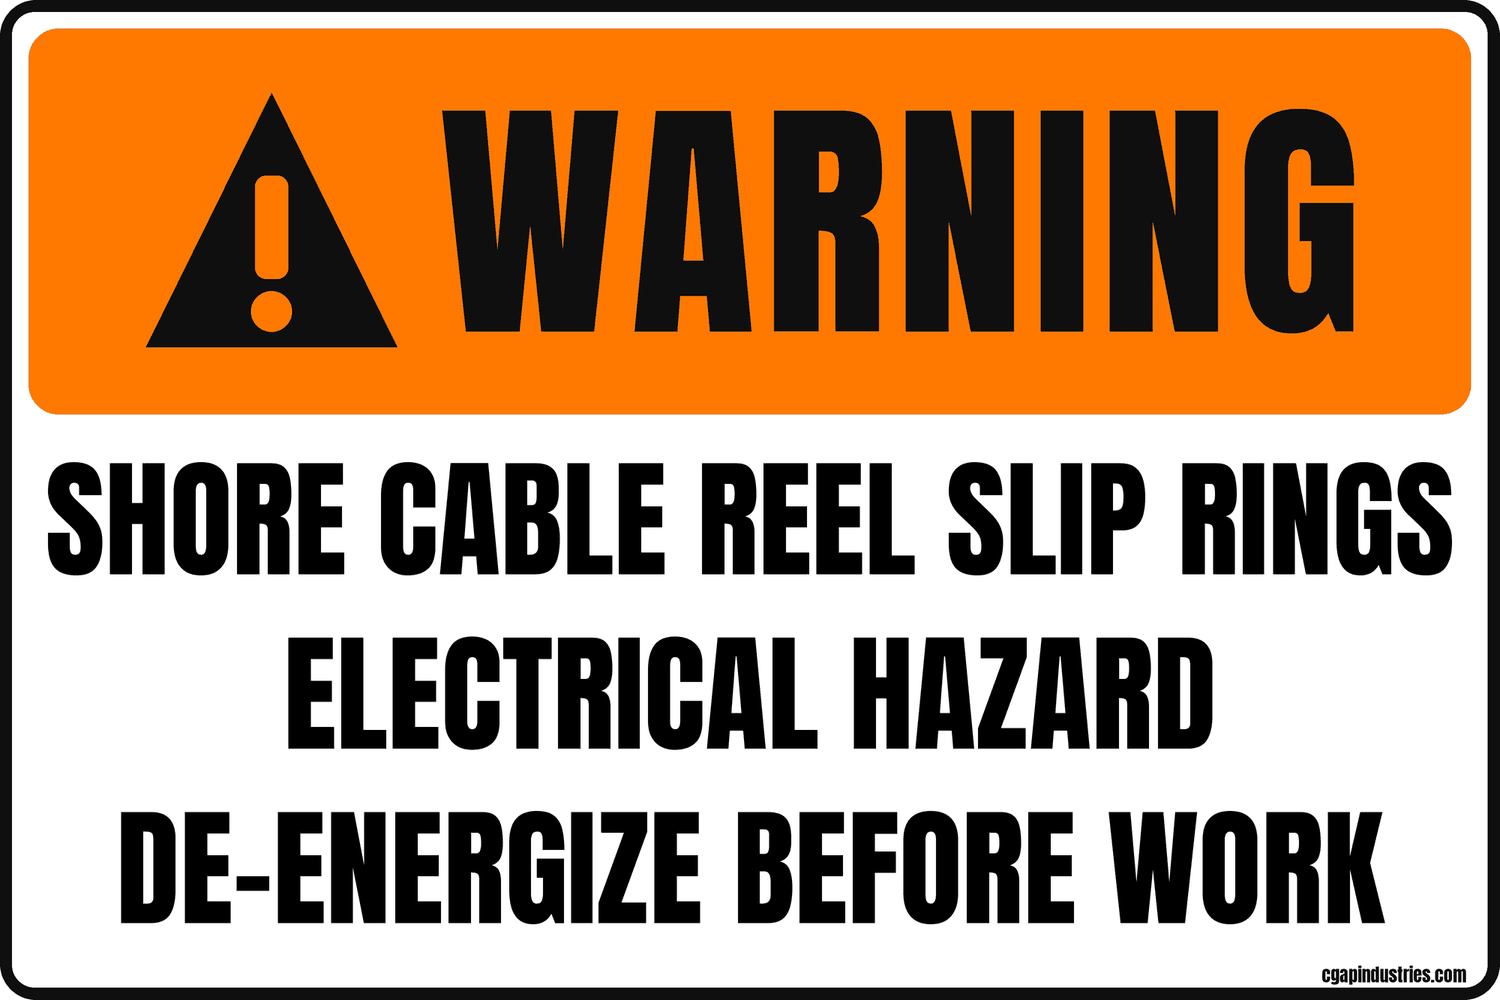 WARNING
SHORE CABLE REEL SLIP RINGS
ELECTRICAL HAZARD
DE-ENERGIZE BEFORE WORK
cgapindustries.com